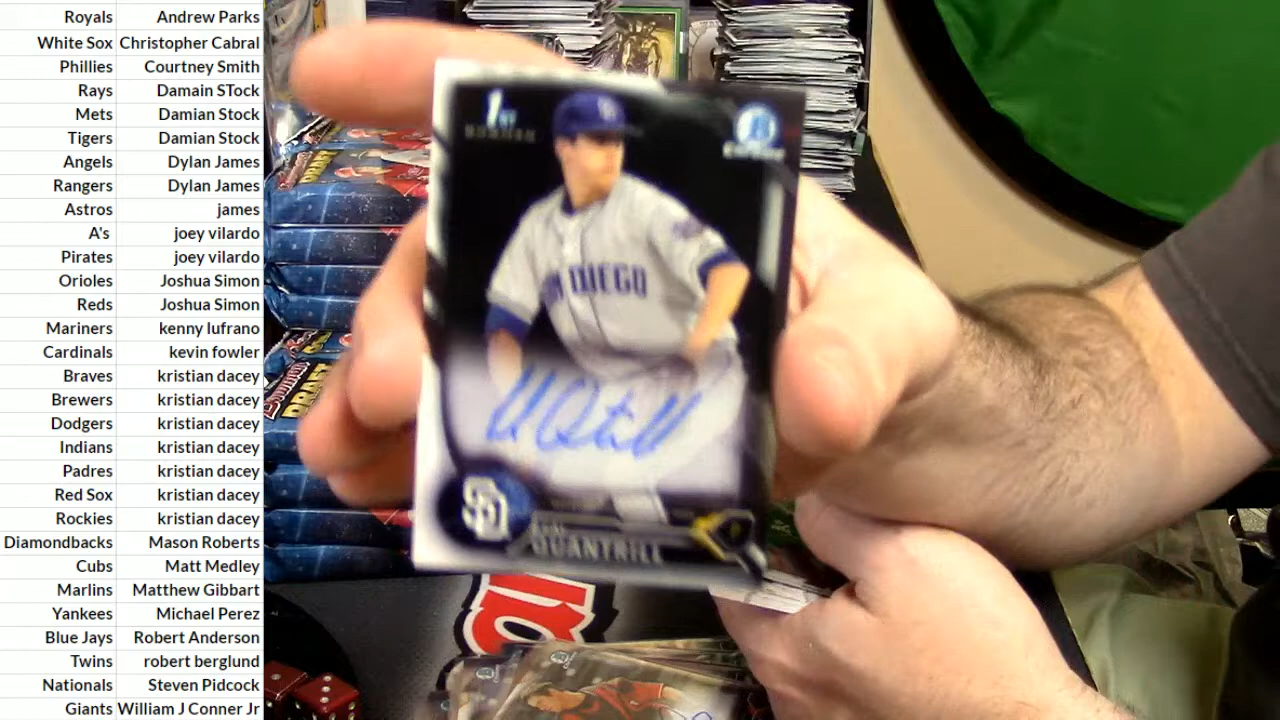 Royals Andrew Parks
White Sox Christopher Cabral
Phillies Courtney Smith
Rays Damain STock
Mets Damian Stock
Tigers Damian Stock
Angels Dylan James
Rangers Dylan James
Astros james
A's joey vilardo
Pirates joey vilardo
Orioles Joshua Simon
Reds Joshua Simon
Mariners kenny lufrano
Cardinals kevin fowler
Braves kristian dacey
Brewers kristian dacey
Dodgers kristian dacey
Indians kristian dacey
Padres kristian dacey
Red Sox kristian dacey
Rockies kristian dacey
Diamondbacks Mason Roberts
Cubs Matt Medley
Marlins Matthew Gibbart
Yankees Michael Perez
Blue Jays Robert Anderson
Twins robert berglund
Nationals Steven Pidcock
Giants William J Conner Jr
1ST
BOWMAN
CHROME
SAN DIEGO
SD
QUANTRILL